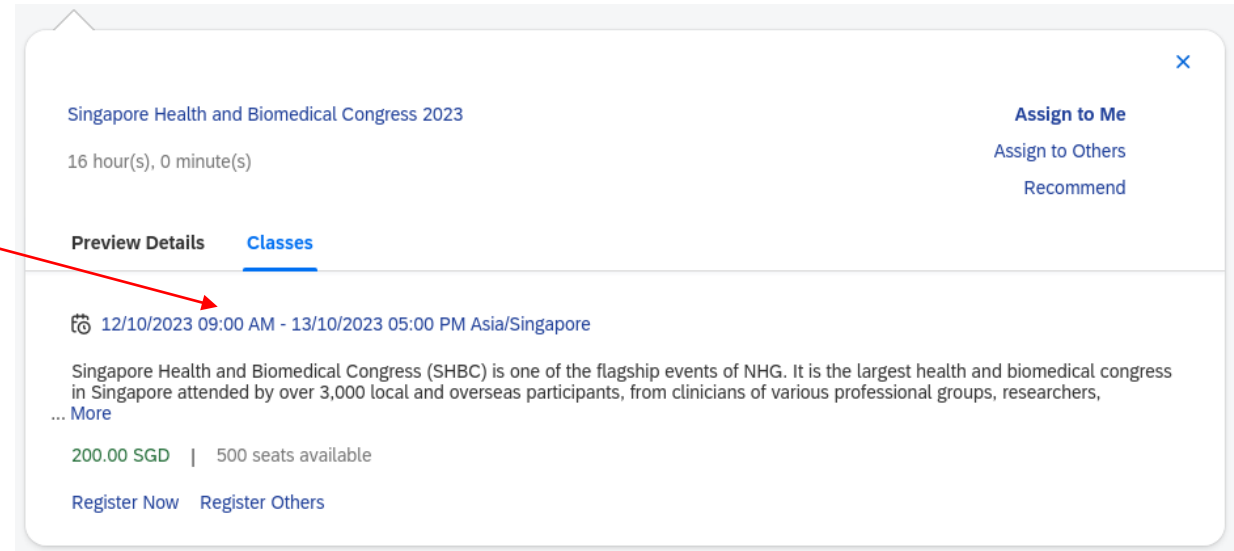 Singapore Health and Biomedical Congress 2023
Assign to Me
16 hour(s), 0 minute(s)
Assign to Others
Recommend
Preview Details Classes
12/10/2023 09:00 AM - 13/10/2023 05:00 PM Asia/Singapore
Singapore Health and Biomedical Congress (SHBC) is one of the flagship events of NHG. It is the largest health and biomedical congress
in Singapore attended by over 3,000 local and overseas participants, from clinicians of various professional groups, researchers,
... More
200.00 SGD | 500 seats available
Register Now Register Others